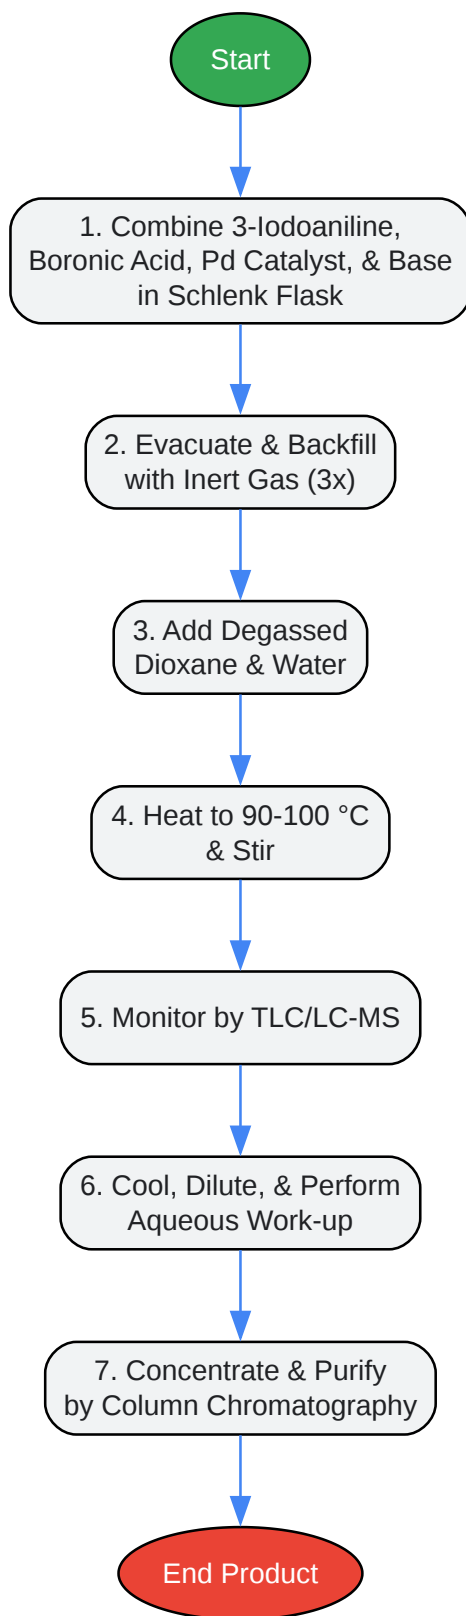 Start
1. Combine 3-Iodoaniline,
Boronic Acid, Pd Catalyst, & Base
in Schlenk Flask
2. Evacuate & Backfill
with Inert Gas (3x)
3. Add Degassed
Dioxane & Water
4. Heat to 90-100 °C
& Stir
5. Monitor by TLC/LC-MS
6. Cool, Dilute, & Perform
Aqueous Work-up
7. Concentrate & Purify
by Column Chromatography
End Product